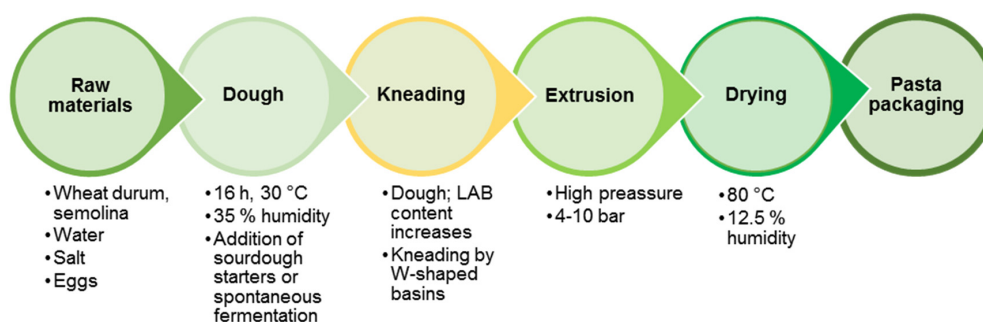 Raw
materials
Dough
Kneading
Extrusion
Drying
Pasta
packaging
•Wheat durum,
semolina
•Water
•Salt
•Eggs
•16 h, 30 °C
•35 % humidity
•Addition of
sourdough
starters or
spontaneous
fermentation
•Dough; LAB
content
increases
•Kneading by
W-shaped
basins
•High preassure
•4-10 bar
•80 °C
•12.5 %
humidity